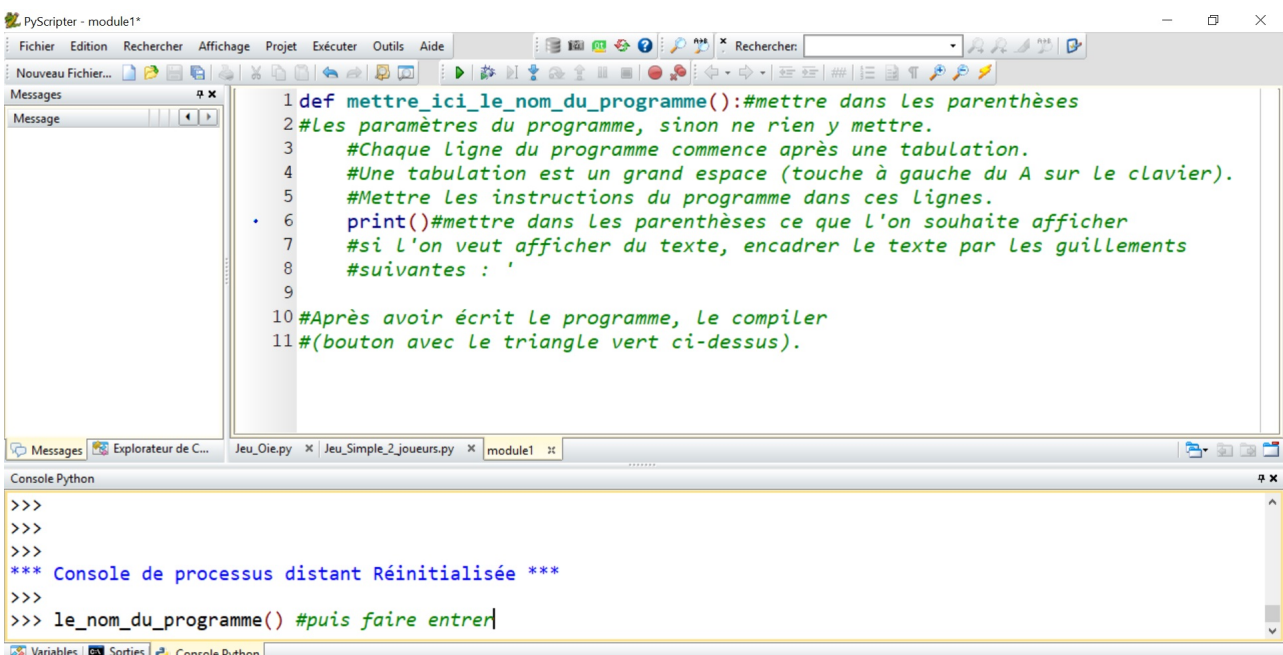 PyScripter - module1*
Fichier Edition Rechercher Affichage Projet Exécuter Outils Aide Rechercher:
Nouveau Fichier...
Messages
Message
1 def mettre_ici_le_nom_du_programme():#mettre dans les parenthèses
2 #les paramètres du programme, sinon ne rien y mettre.
3 #Chaque ligne du programme commence après une tabulation.
4 #Une tabulation est un grand espace (touche à gauche du A sur le clavier).
5 #Mettre les instructions du programme dans ces lignes.
6 print()#mettre dans les parenthèses ce que l'on souhaite afficher
7 #si l'on veut afficher du texte, encadrer le texte par les guillements
8 #suivantes : '
9
10 #Après avoir écrit le programme, le compiler
11 #(bouton avec le triangle vert ci-dessus).
Messages Explorateur de C... Jeu_Oie.py Jeu_Simple_2_joueurs.py module1
Console Python
>>>
>>>
>>>
*** Console de processus distant Réinitialisée ***
>>>
>>> le_nom_du_programme() #puis faire entrer
Variables Sorties Console Python